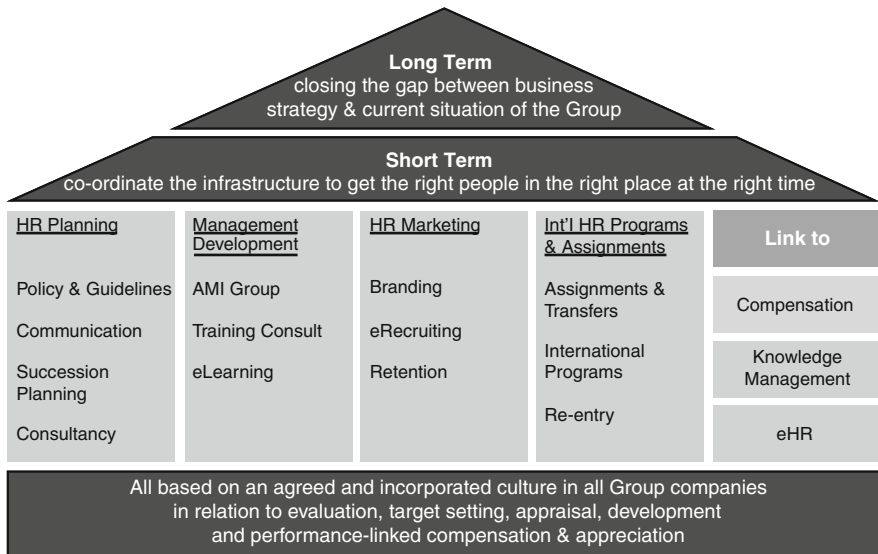 Long Term
closing the gap between business
strategy & current situation of the Group
Short Term
co-ordinate the infrastructure to get the right people in the right place at the right time
HR Planning
Policy & Guidelines
Communication
Succession
Planning
Consultancy
Management
Development
AMI Group
Training Consult
eLearning
HR Marketing
Branding
eRecruiting
Retention
Int'l HR Programs
& Assignments
Assignments &
Transfers
International
Programs
Re-entry
Link to
Compensation
Knowledge
Management
eHR
All based on an agreed and incorporated culture in all Group companies
in relation to evaluation, target setting, appraisal, development
and performance-linked compensation & appreciation